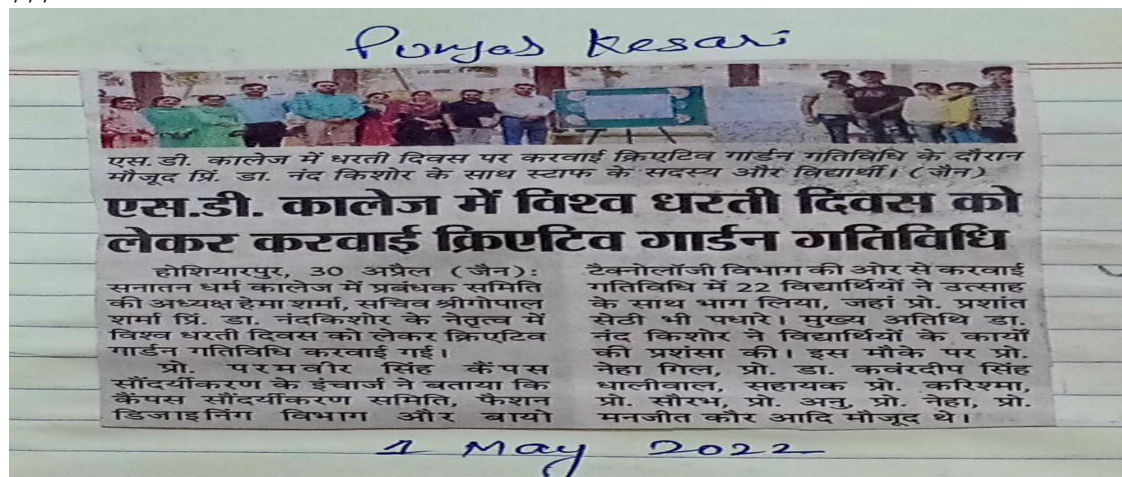 Punjab Kesari
एस.डी. कालेज में धरती दिवस पर करवाई क्रिएटिव गार्डन गतिविधि के दौरान
मौजूद प्रिं. डा. नंद किशोर के साथ स्टाफ के सदस्य और विद्यार्थी। (जैन)
एस.डी. कालेज में विश्व धरती दिवस को
लेकर करवाई क्रिएटिव गार्डन गतिविधि
होशियारपुर, 30 अप्रैल (जैन):
सनातन धर्म कालेज में प्रबंधक समिति
की अध्यक्ष हेमा शर्मा, सचिव श्रीगोपाल
शर्मा प्रिं. डा. नंदकिशोर के नेतृत्व में
विश्व धरती दिवस को लेकर क्रिएटिव
गार्डन गतिविधि करवाई गई।
प्रो. परमवीर सिंह कैंपस
सौंदर्यीकरण के इंचार्ज ने बताया कि
कैंपस सौंदर्यीकरण समिति, फैशन
डिजाइनिंग विभाग और बायो
टैक्नोलॉजी विभाग की ओर से करवाई
गतिविधि में 22 विद्यार्थियों ने उत्साह
के साथ भाग लिया, जहां प्रो. प्रशांत
सेठी भी पधारे। मुख्य अतिथि डा.
नंद किशोर ने विद्यार्थियों के कार्यों
की प्रशंसा की। इस मौके पर प्रो.
नेहा गिल, प्रो. डा. कवंरदीप सिंह
धालीवाल, सहायक प्रो. करिश्मा,
प्रो. सौरभ, प्रो. अनु, प्रो. नेहा, प्रो.
मनजीत कौर आदि मौजूद थे।
1 May 2022